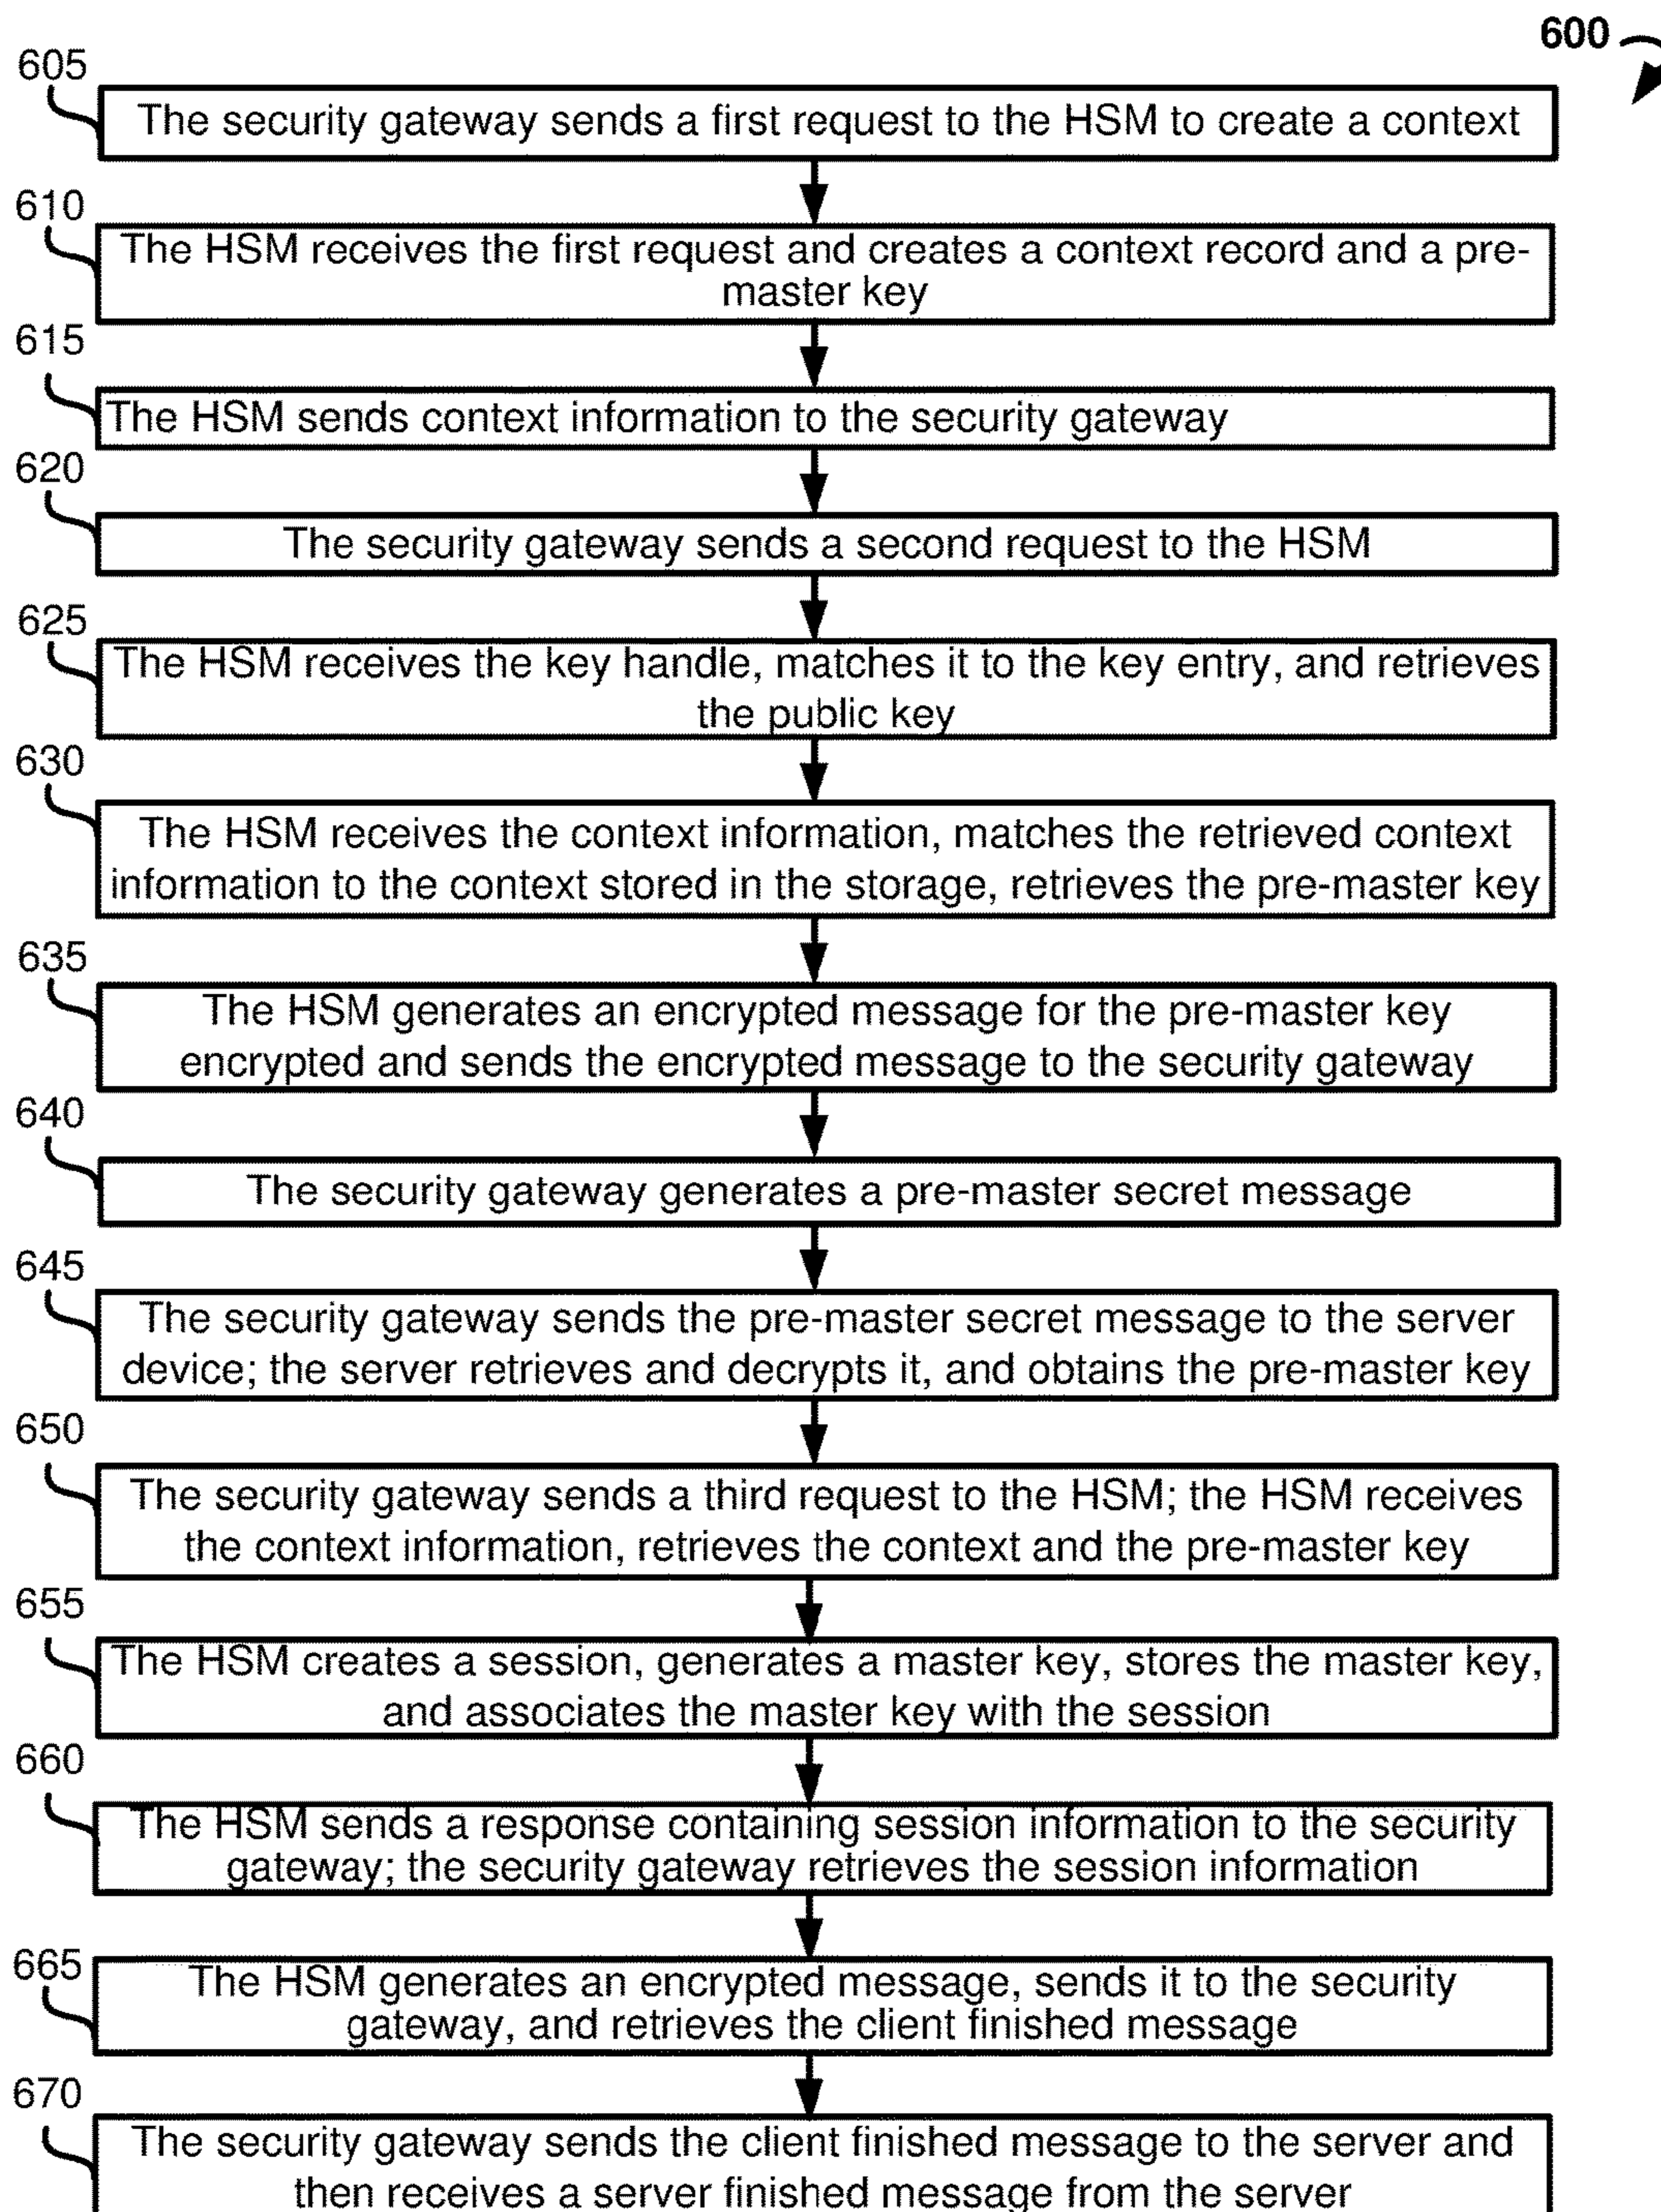 600
605
The security gateway sends a first request to the HSM to create a context
610
The HSM receives the first request and creates a context record and a pre-
master key
615
The HSM sends context information to the security gateway
620
The security gateway sends a second request to the HSM
625
The HSM receives the key handle, matches it to the key entry, and retrieves
the public key
630
The HSM receives the context information, matches the retrieved context
information to the context stored in the storage, retrieves the pre-master key
635
The HSM generates an encrypted message for the pre-master key
encrypted and sends the encrypted message to the security gateway
640
The security gateway generates a pre-master secret message
645
The security gateway sends the pre-master secret message to the server
device; the server retrieves and decrypts it, and obtains the pre-master key
650
The security gateway sends a third request to the HSM; the HSM receives
the context information, retrieves the context and the pre-master key
655
The HSM creates a session, generates a master key, stores the master key,
and associates the master key with the session
660
The HSM sends a response containing session information to the security
gateway; the security gateway retrieves the session information
665
The HSM generates an encrypted message, sends it to the security
gateway, and retrieves the client finished message
670
The security gateway sends the client finished message to the server and
then receives a server finished message from the server